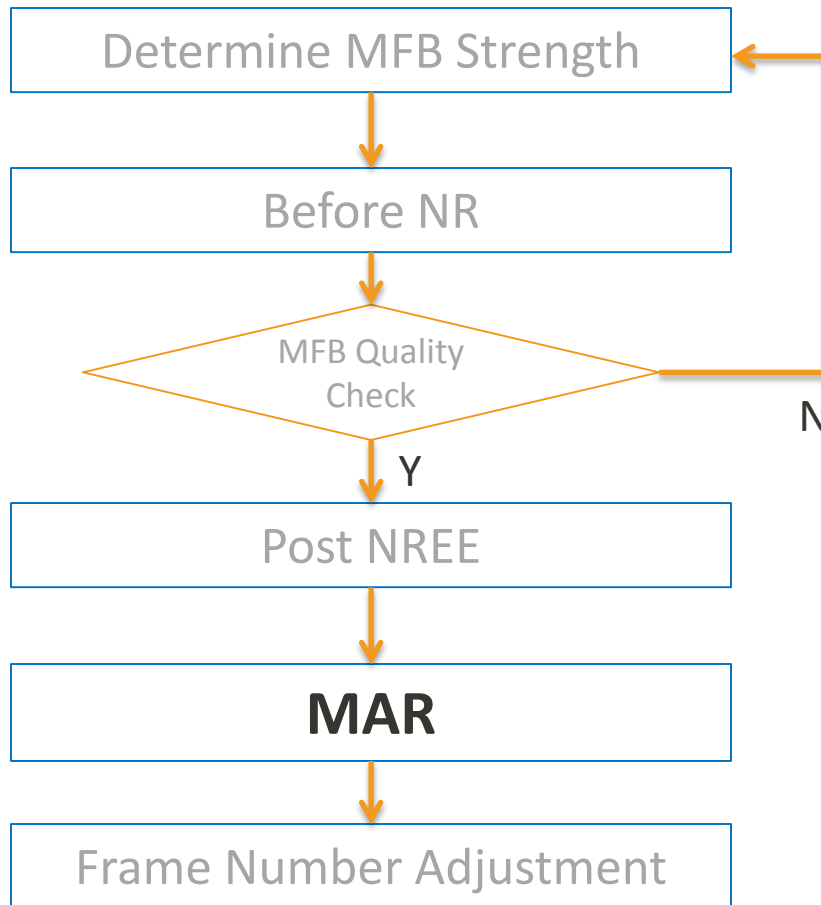 Determine MFB Strength
Before NR
MFB Quality
Check
N
Y
Post NREE
MAR
Frame Number Adjustment